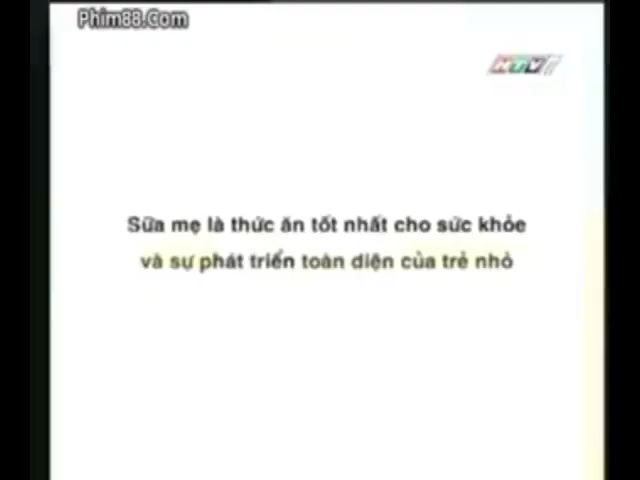 Phim88.Com
HTV7
Sữa mẹ là thức ăn tốt nhất cho sức khỏe
và sự phát triển toàn diện của trẻ nhỏ